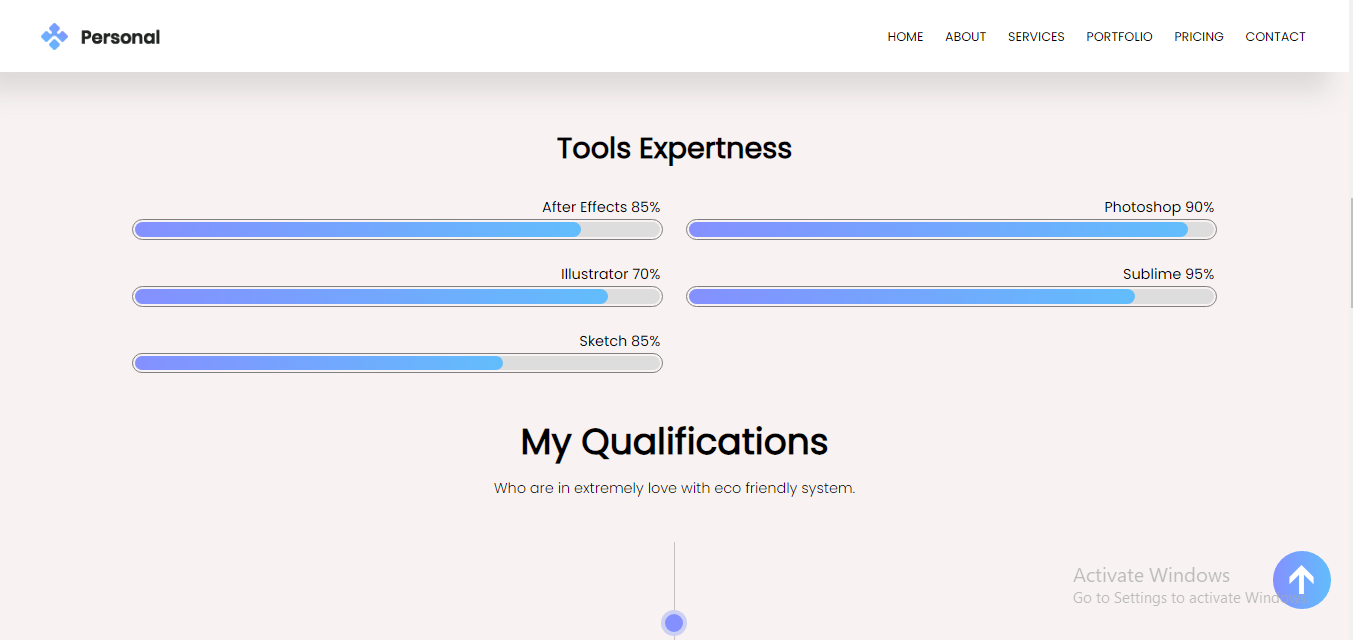 Personal
HOME ABOUT SERVICES PORTFOLIO PRICING CONTACT
Tools Expertness
After Effects 85%
Photoshop 90%
Illustrator 70%
Sublime 95%
Sketch 85%
My Qualifications
Who are in extremely love with eco friendly system.
Activate Windows
Go to Settings to activate Windows.